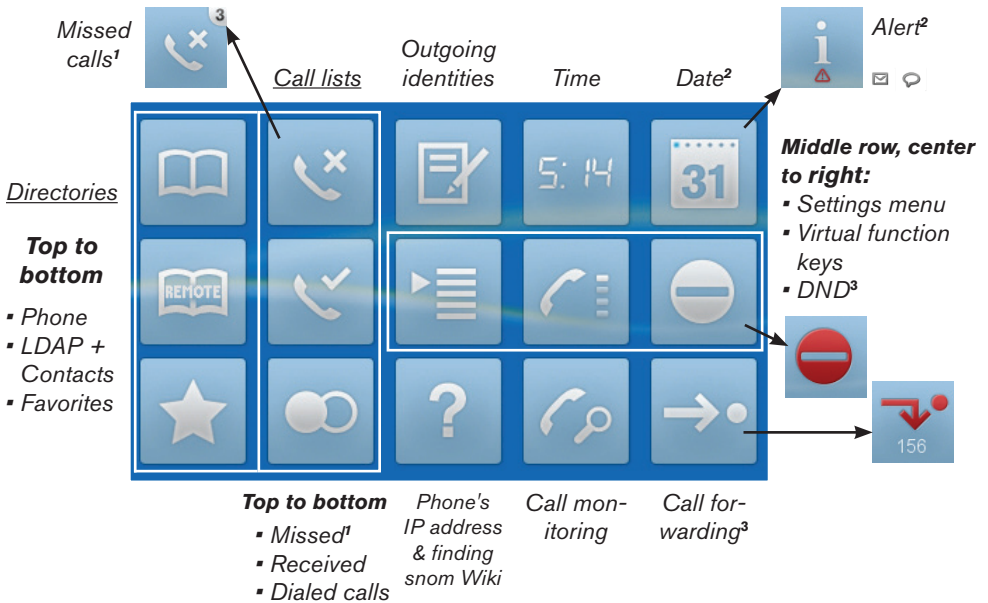 Missed
calls¹
3
Call lists
Outgoing
identities
Time
Date²
Alert²
Directories
Top to
bottom
▪ Phone
▪ LDAP +
Contacts
▪ Favorites
5:14
31
REMOTE
?
Middle row, center
to right:
▪ Settings menu
▪ Virtual function
keys
▪ DND³
156
Top to bottom
▪ Missed¹
▪ Received
▪ Dialed calls
Phone's
IP address
& finding
snom Wiki
Call mon-
itoring
Call for-
warding³